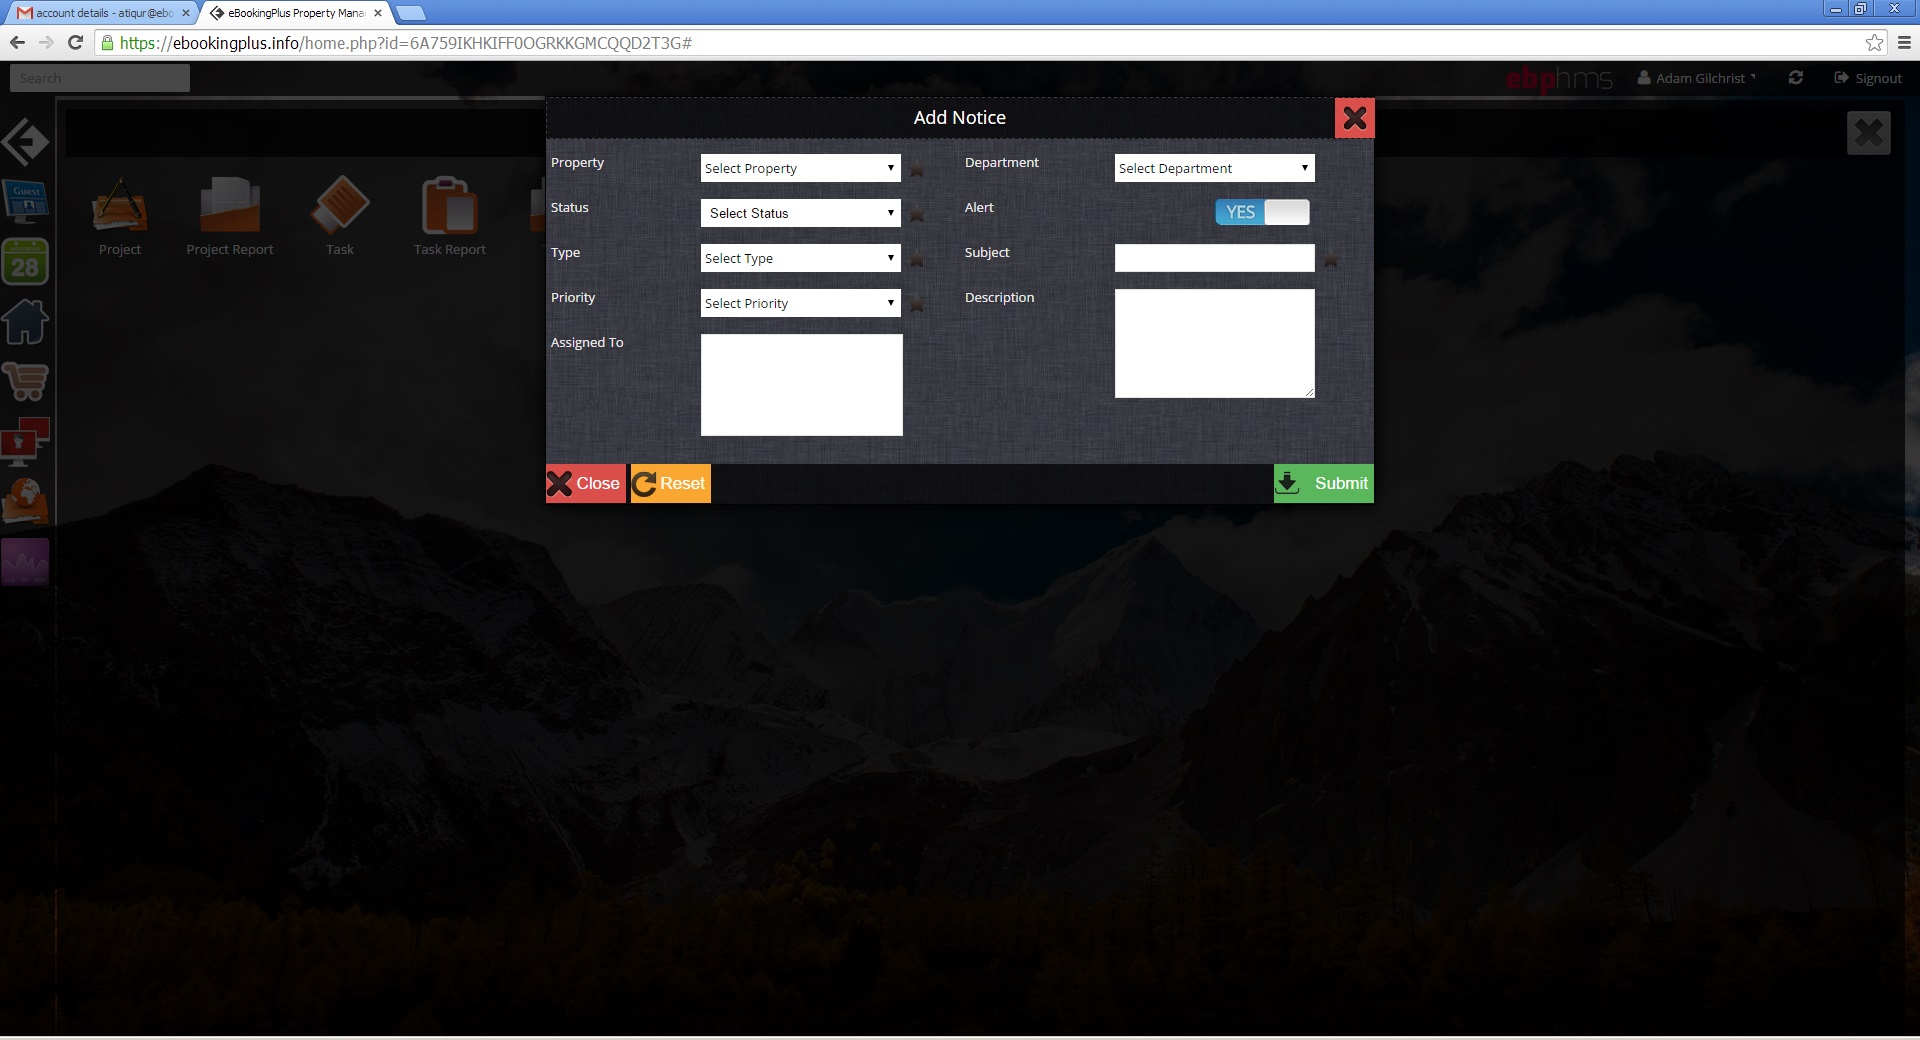 account details - atiqur@ebo
eBookingPlus Property Mana
https://ebookingplus.info/home.php?id=6A759IKHKIFF0OGRKKGMCQQD2T3G#
Search
ebphms
Adam Gilchrist
Signout
Add Notice
Property
Select Property
Department
Select Department
Status
Select Status
Alert
YES
Type
Select Type
Subject
Priority
Select Priority
Description
Assigned To
Close
Reset
Submit
Guest
28
Project
Project Report
Task
Task Report